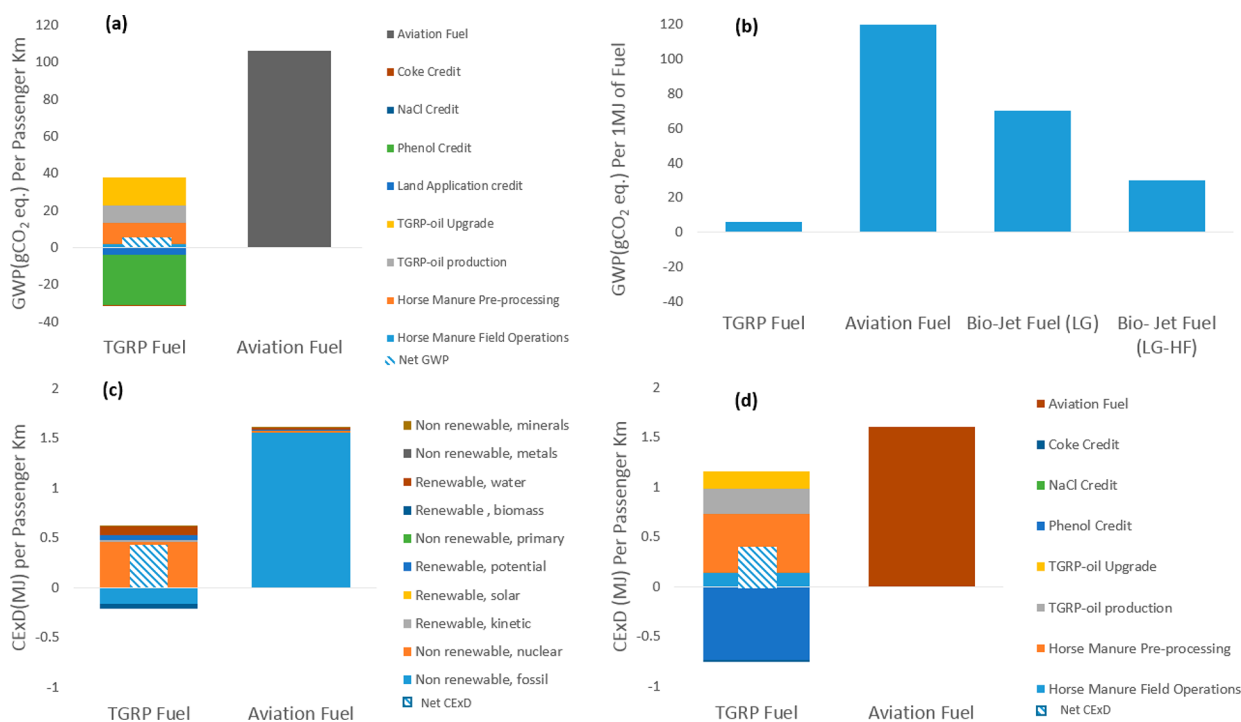 (a)
GWP(gCO2 eq.) Per Passenger Km
120
100
80
60
40
20
0
-20
-40
TGRP Fuel
Aviation Fuel
Aviation Fuel
Coke Credit
NaCl Credit
Phenol Credit
Land Application credit
TGRP-oil Upgrade
TGRP-oil production
Horse Manure Pre-processing
Horse Manure Field Operations
Net GWP
(b)
GWP(gCO2 eq.) Per 1MJ of Fuel
120
100
80
60
40
20
0
-20
-40
TGRP Fuel
Aviation Fuel
Bio-Jet Fuel (LG)
Bio- Jet Fuel
(LG-HF)
(c)
CExD(MJ) per Passenger Km
2
1.5
1
0.5
0
-0.5
-1
TGRP Fuel
Aviation Fuel
Non renewable, minerals
Non renewable, metals
Renewable, water
Renewable , biomass
Non renewable, primary
Renewable, potential
Renewable, solar
Renewable, kinetic
Non renewable, nuclear
Non renewable, fossil
Net CExD
(d)
CExD (MJ) Per Passenger Km
2
1.5
1
0.5
0
-0.5
-1
TGRP Fuel
Aviation Fuel
Aviation Fuel
Coke Credit
NaCl Credit
Phenol Credit
TGRP-oil Upgrade
TGRP-oil production
Horse Manure Pre-processing
Horse Manure Field Operations
Net CExD